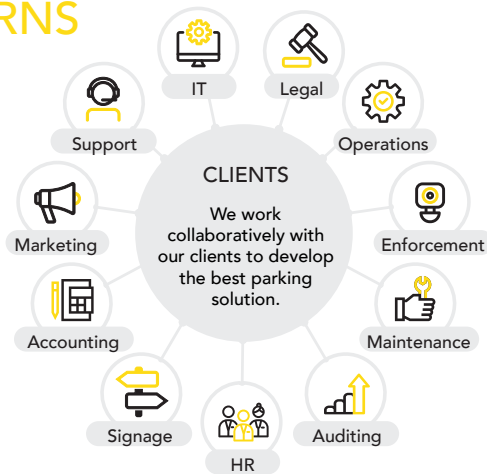 RNS
IT
Legal
Support
Operations
CLIENTS
We work
collaboratively with
our clients to develop
the best parking
solution.
Marketing
Enforcement
Accounting
Maintenance
Signage
Auditing
HR